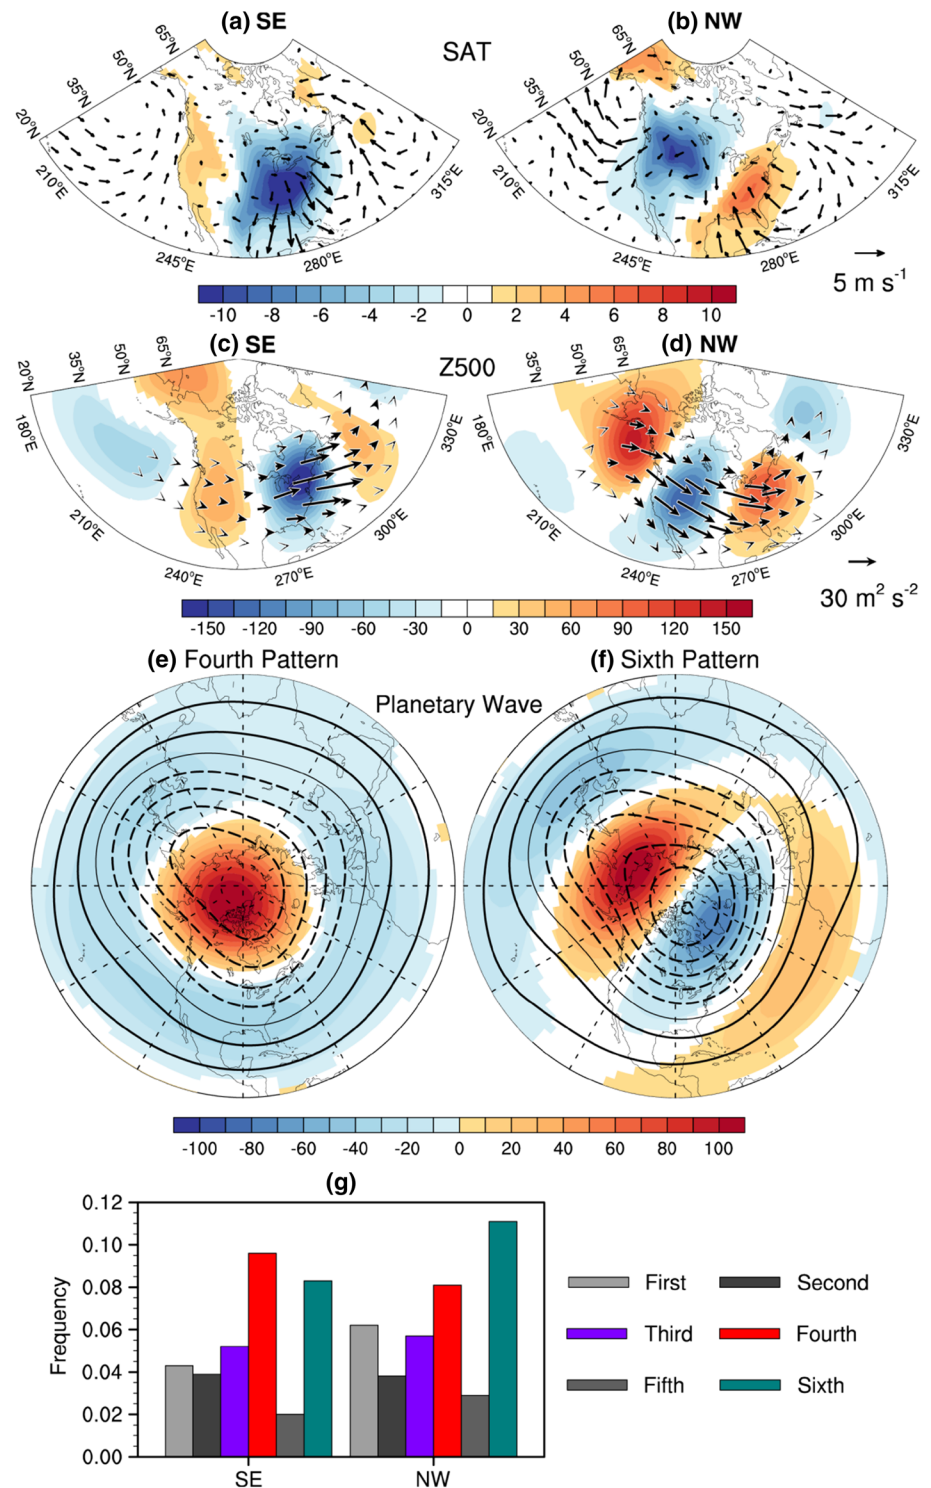 (a) SE
(b) NW
SAT
65°N
50°N
35°N
20°N
210°E
245°E
280°E
315°E
65°N
50°N
35°N
20°N
210°E
245°E
280°E
315°E
5 m s⁻¹
-10 -8 -6 -4 -2 0 2 4 6 8 10
(c) SE
(d) NW
Z500
20°N
35°N
50°N
65°N
180°E
210°E
240°E
270°E
300°E
330°E
35°N
50°N
65°N
180°E
210°E
240°E
270°E
300°E
330°E
30 m² s⁻²
-150 -120 -90 -60 -30 0 30 60 90 120 150
(e) Fourth Pattern
(f) Sixth Pattern
Planetary Wave
-100 -80 -60 -40 -20 0 20 40 60 80 100
(g)
0.12
0.10
0.08
0.06
0.04
0.02
0.00
Frequency
SE
NW
First
Second
Third
Fourth
Fifth
Sixth